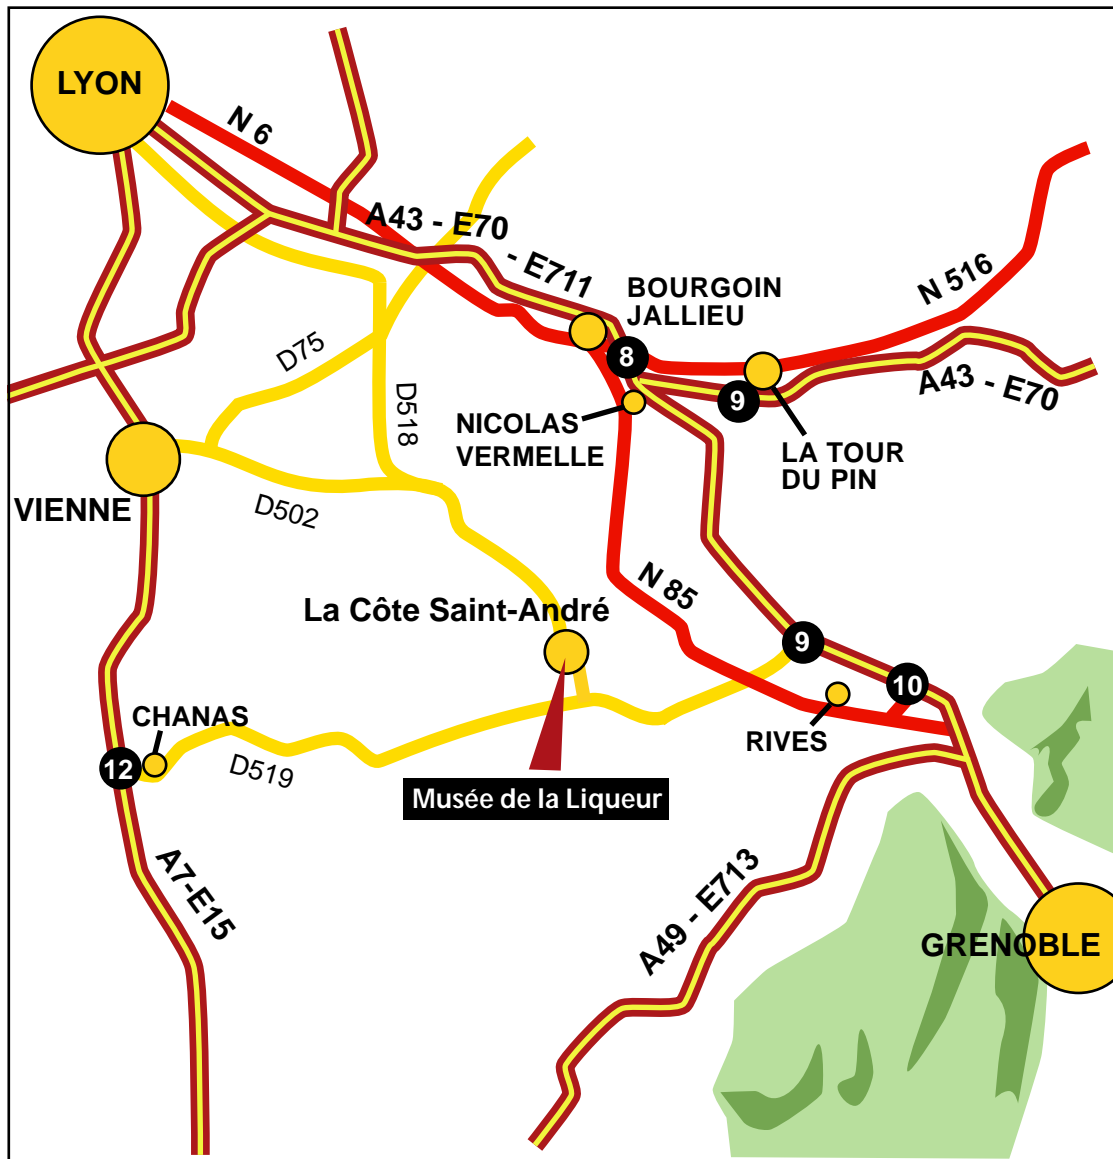 LYON
N 6
A43 - E70
- E711
BOURGOIN
JALLIEU
N 516
8
D75
D518
9
A43 - E70
NICOLAS
VERMELLE
LA TOUR
DU PIN
VIENNE
D502
N 85
La Côte Saint-André
9
10
CHANAS
RIVES
12
D519
Musée de la Liqueur
A7-E15
A49 - E713
GRENOBLE